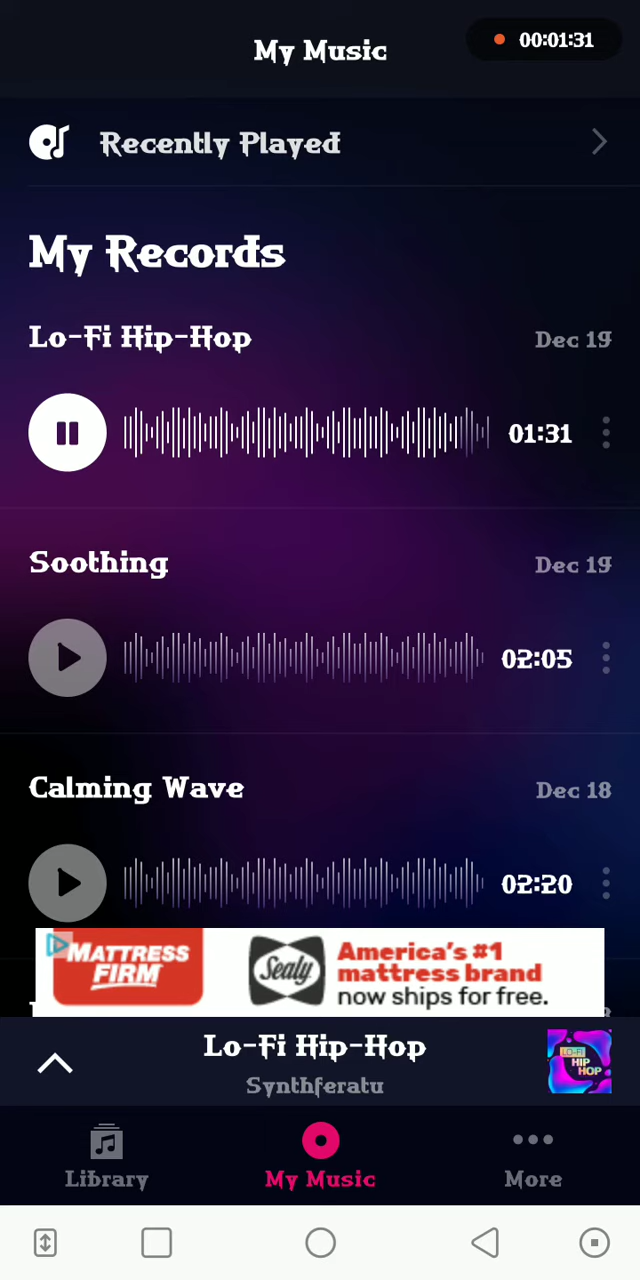 My Music
00:01:31
Recently Played
My Records
Lo-Fi Hip-Hop
Dec 19
01:31
Soothing
Dec 19
02:05
Calming Wave
Dec 18
02:20
MATTRESS
FIRM
Sealy
America's #1
mattress brand
now ships for free.
Lo-Fi Hip-Hop
Synthferatu
LO-FI
HIP
HOP
Library
My Music
More